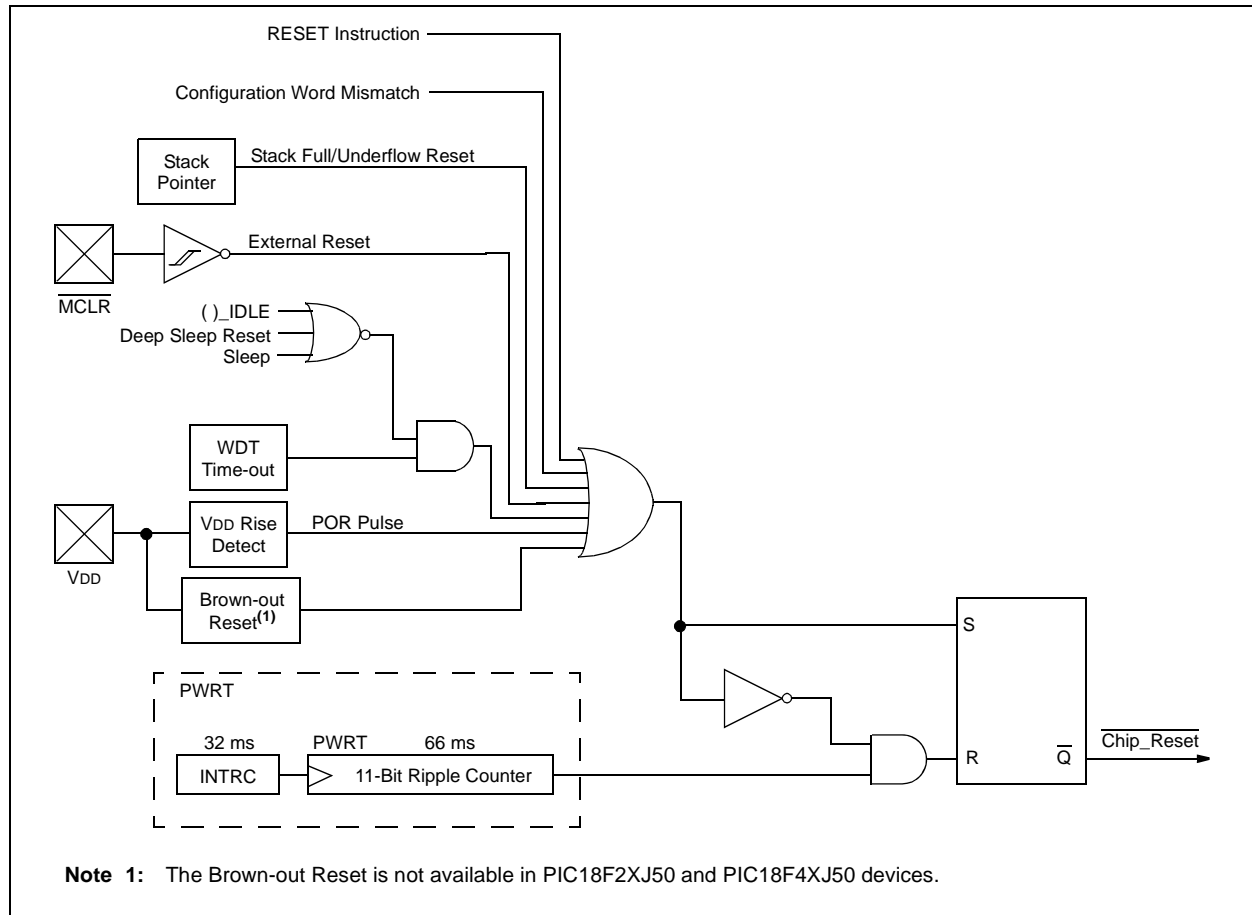 RESET Instruction
Configuration Word Mismatch
Stack
Pointer
Stack Full/Underflow Reset
External Reset
MCLR
( )_IDLE
Deep Sleep Reset
Sleep
WDT
Time-out
VDD Rise
Detect
POR Pulse
VDD
Brown-out
Reset(1)
S
PWRT
32 ms
PWRT
66 ms
INTRC
11-Bit Ripple Counter
R
Q
Chip_Reset
Note 1: The Brown-out Reset is not available in PIC18F2XJ50 and PIC18F4XJ50 devices.